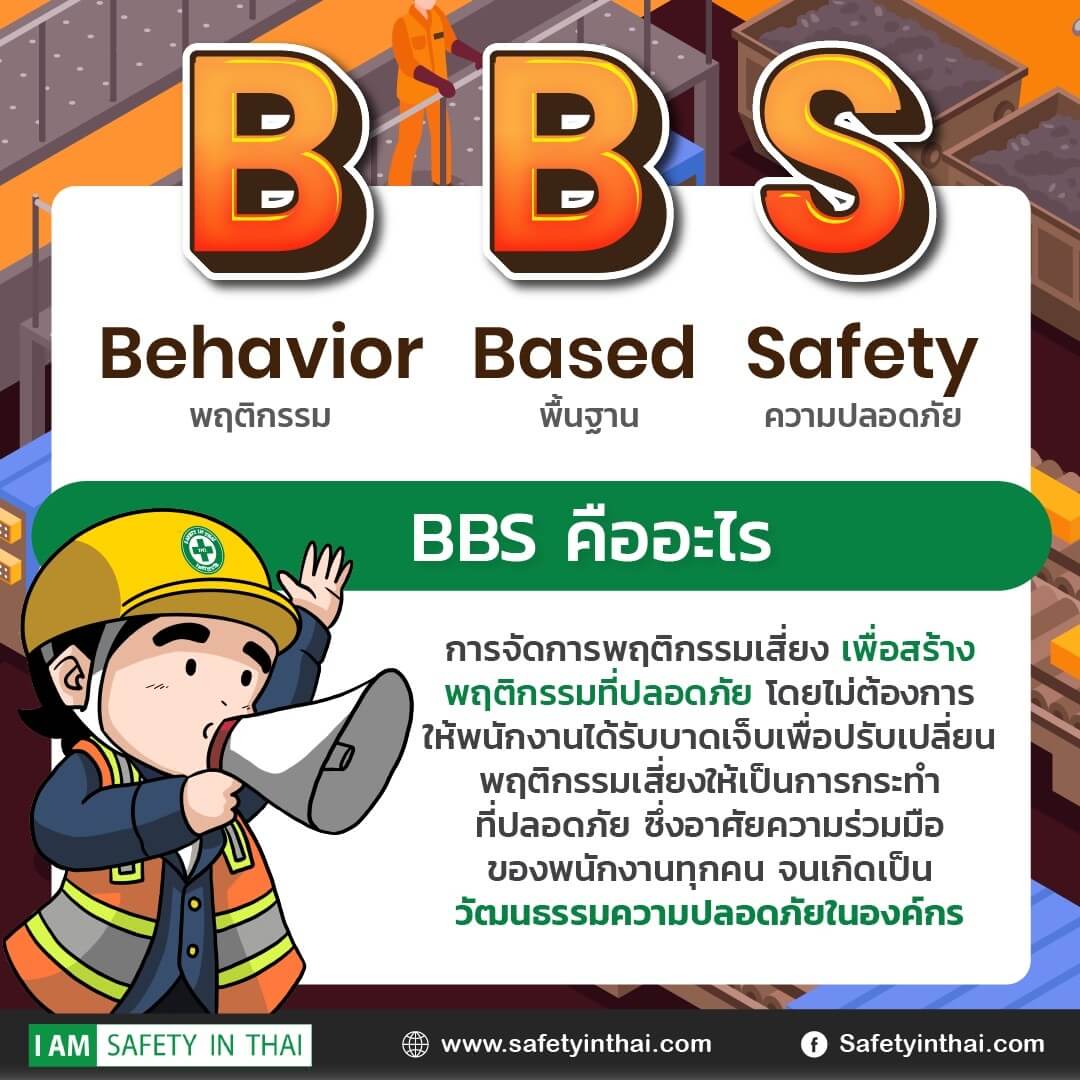 B B S
Behavior Based Safety
พฤติกรรม พื้นฐาน ความปลอดภัย
BBS คืออะไร
การจัดการพฤติกรรมเสี่ยง เพื่อสร้าง
พฤติกรรมที่ปลอดภัย โดยไม่ต้องการ
ให้พนักงานได้รับบาดเจ็บเพื่อปรับเปลี่ยน
พฤติกรรมเสี่ยงให้เป็นการกระทำ
ที่ปลอดภัย ซึ่งอาศัยความร่วมมือ
ของพนักงานทุกคน จนเกิดเป็น
วัฒนธรรมความปลอดภัยในองค์กร
I AM SAFETY IN THAI www.safetyinthai.com Safetyinthai.com